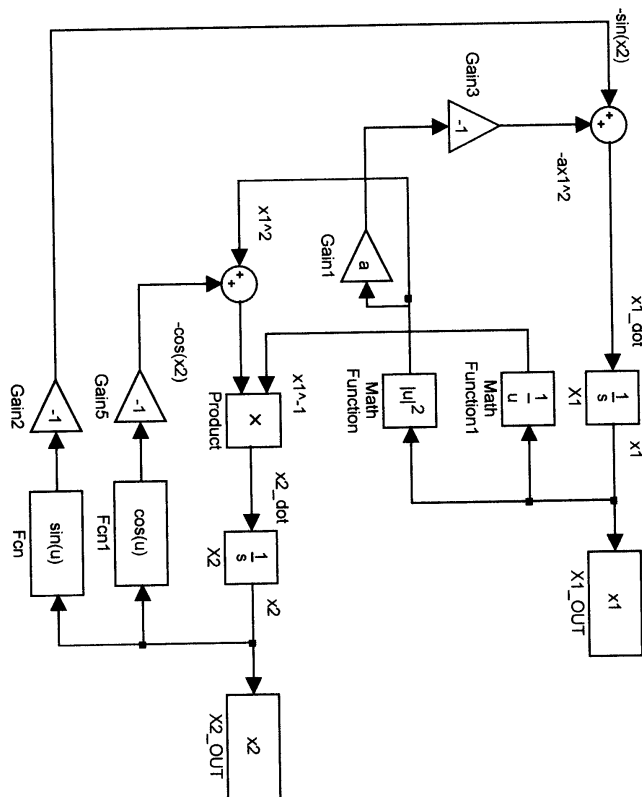 -sin(x2)
Gain3
-1
+
+
-ax1^2
x1_dot
1
s
X1
x1
x1
X1_OUT
1
u
Math
Function1
|u|^2
Math
Function
a
Gain1
x1^2
+
+
-cos(x2)
x1^-1
×
Product
x2_dot
1
s
X2
x2
x2
X2_OUT
-1
Gain5
cos(u)
Fcn1
-1
Gain2
sin(u)
Fcn